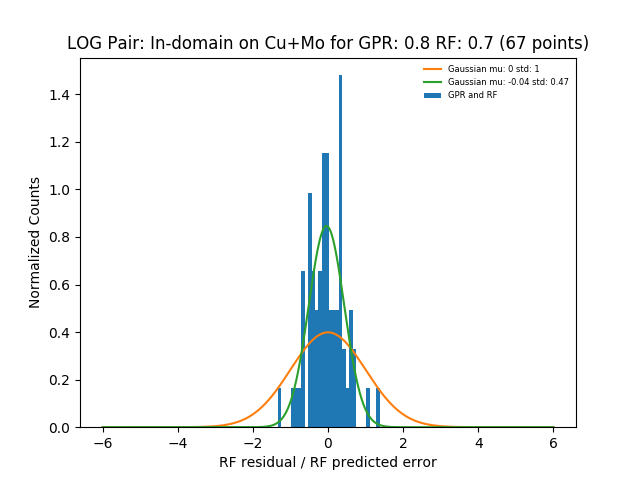 LOG Pair: In-domain on Cu+Mo for GPR: 0.8 RF: 0.7 (67 points)
Gaussian mu: 0 std: 1
Gaussian mu: -0.04 std: 0.47
GPR and RF
Normalized Counts
1.4
1.2
1.0
0.8
0.6
0.4
0.2
0.0
−6 −4 −2 0 2 4 6
RF residual / RF predicted error